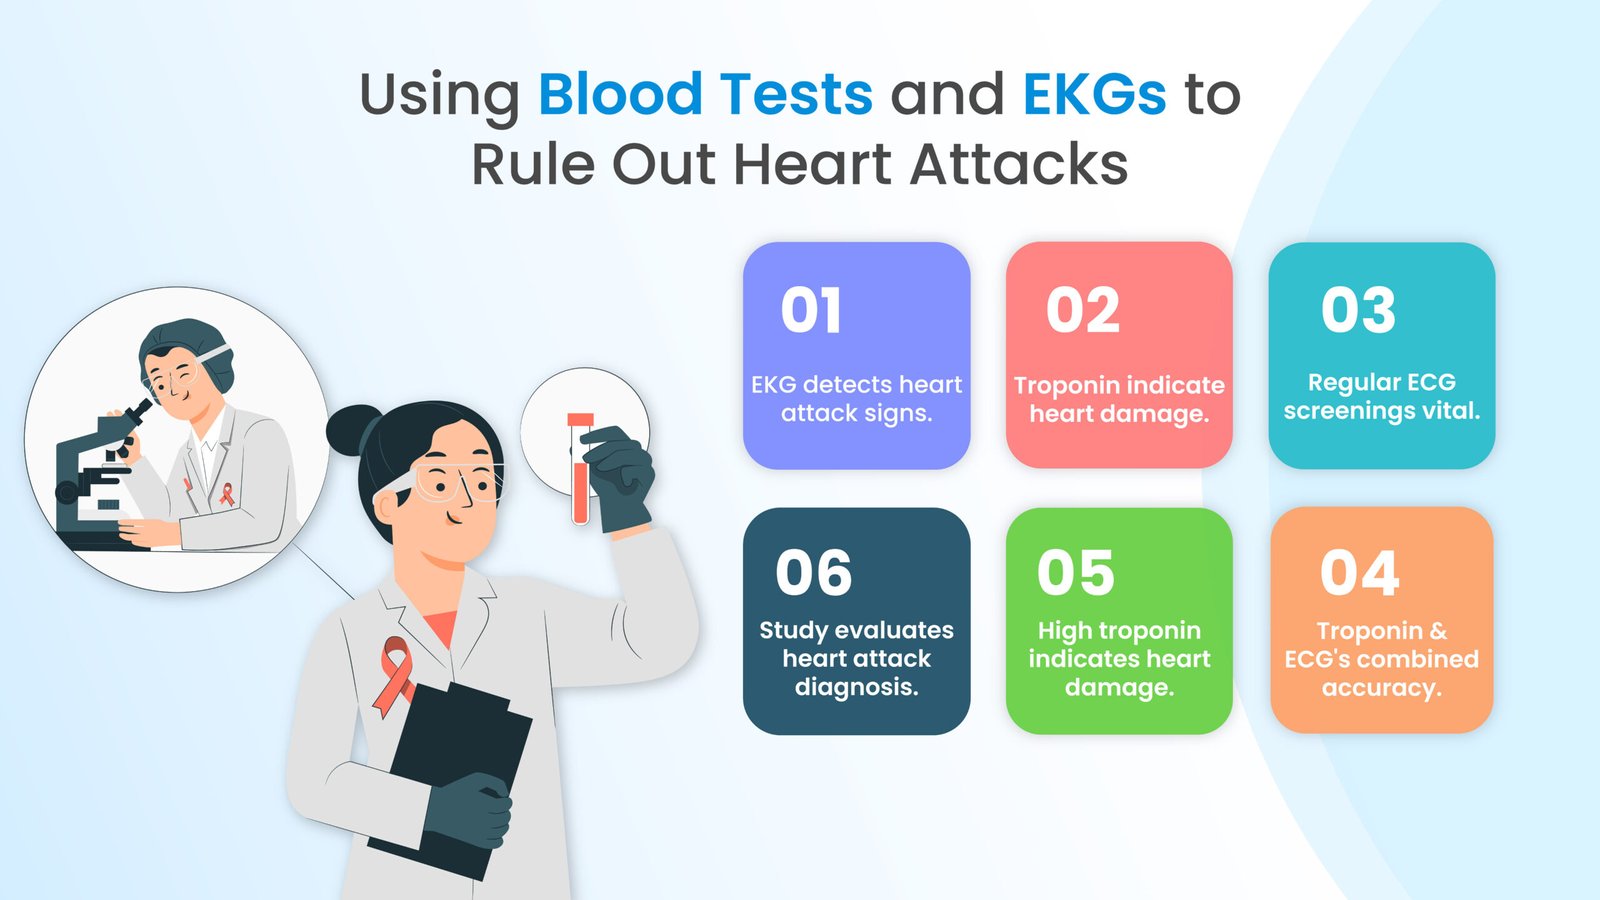 Using Blood Tests and EKGs to
Rule Out Heart Attacks
01
EKG detects heart
attack signs.
02
Troponin indicate
heart damage.
03
Regular ECG
screenings vital.
06
Study evaluates
heart attack
diagnosis.
05
High troponin
indicates heart
damage.
04
Troponin &
ECG's combined
accuracy.